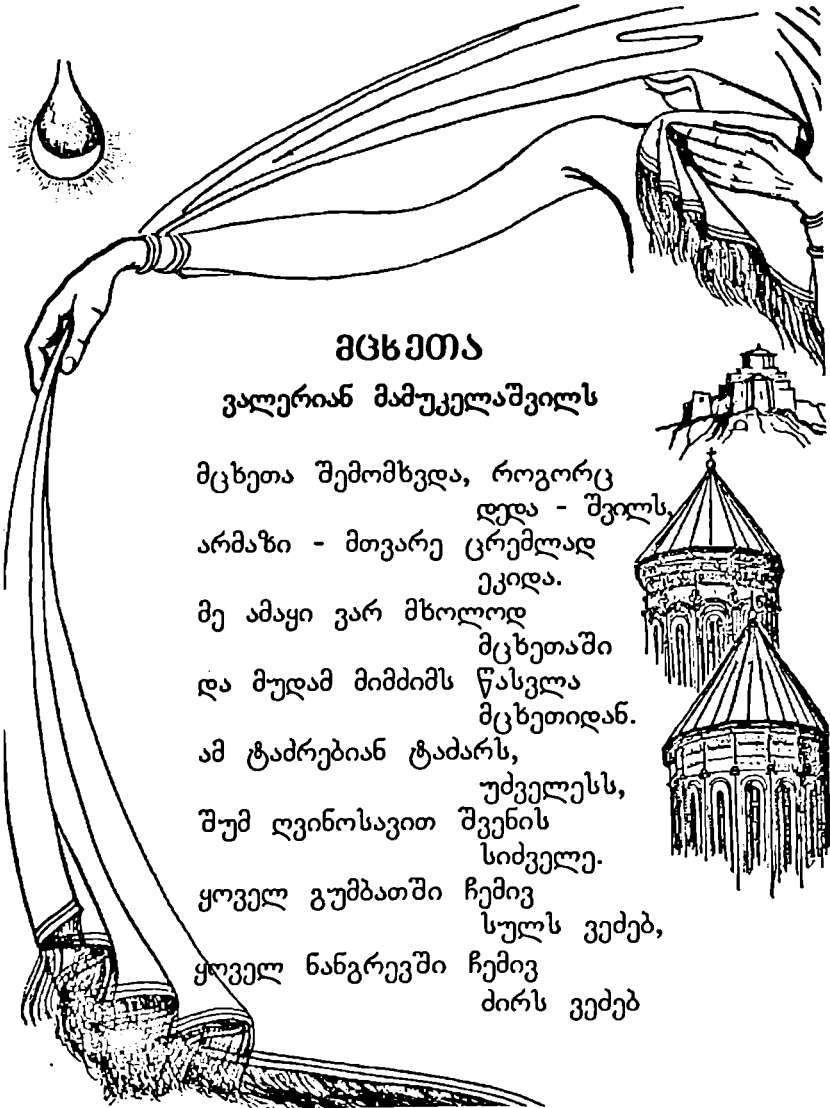 მცხეთა
ვალერიან მამუკელაშვილს
მცხეთა შემომხვდა, როგორც
დედა - შვილს,
არმაზი - მთვარე ცრემლად
ეკიდა.
მე ამაყი ვარ მხოლოდ
მცხეთაში
და მუდამ მიმძიმს წასვლა
მცხეთიდან.
ამ ტაძრებიან ტაძარს,
უძველესს,
შუმ ღვინოსავით შვენის
სიძველე.
ყოველ გუმბათში ჩემივ
სულს ვეძებ,
ყოველ ნანგრევში ჩემივ
ძირს ვეძებ